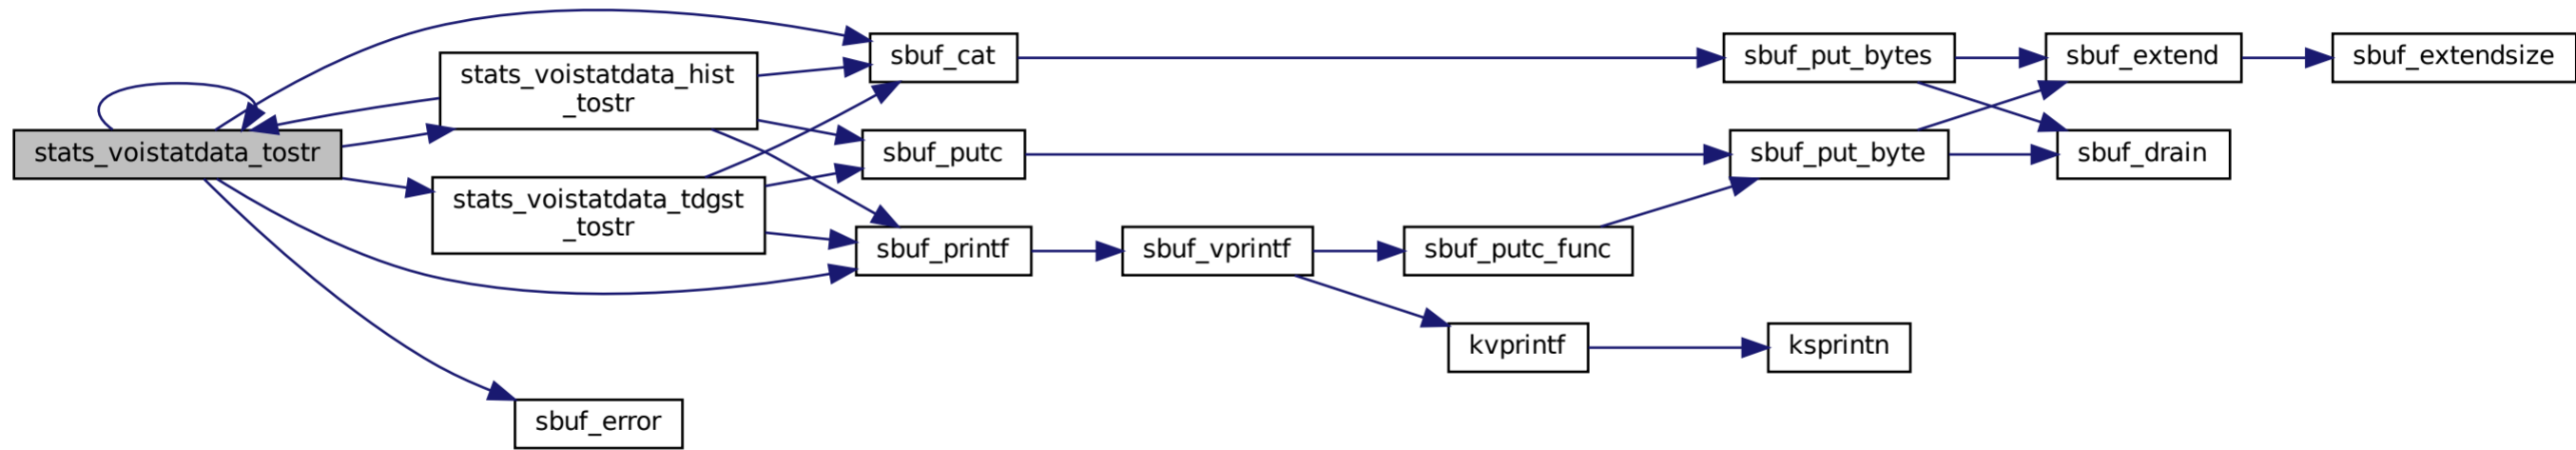 stats_voistatdata_tostr
stats_voistatdata_hist
_tostr
stats_voistatdata_tdgst
_tostr
sbuf_error
sbuf_cat
sbuf_putc
sbuf_printf
sbuf_vprintf
sbuf_putc_func
kvprintf
sbuf_put_bytes
sbuf_put_byte
ksprintn
sbuf_extend
sbuf_drain
sbuf_extendsize